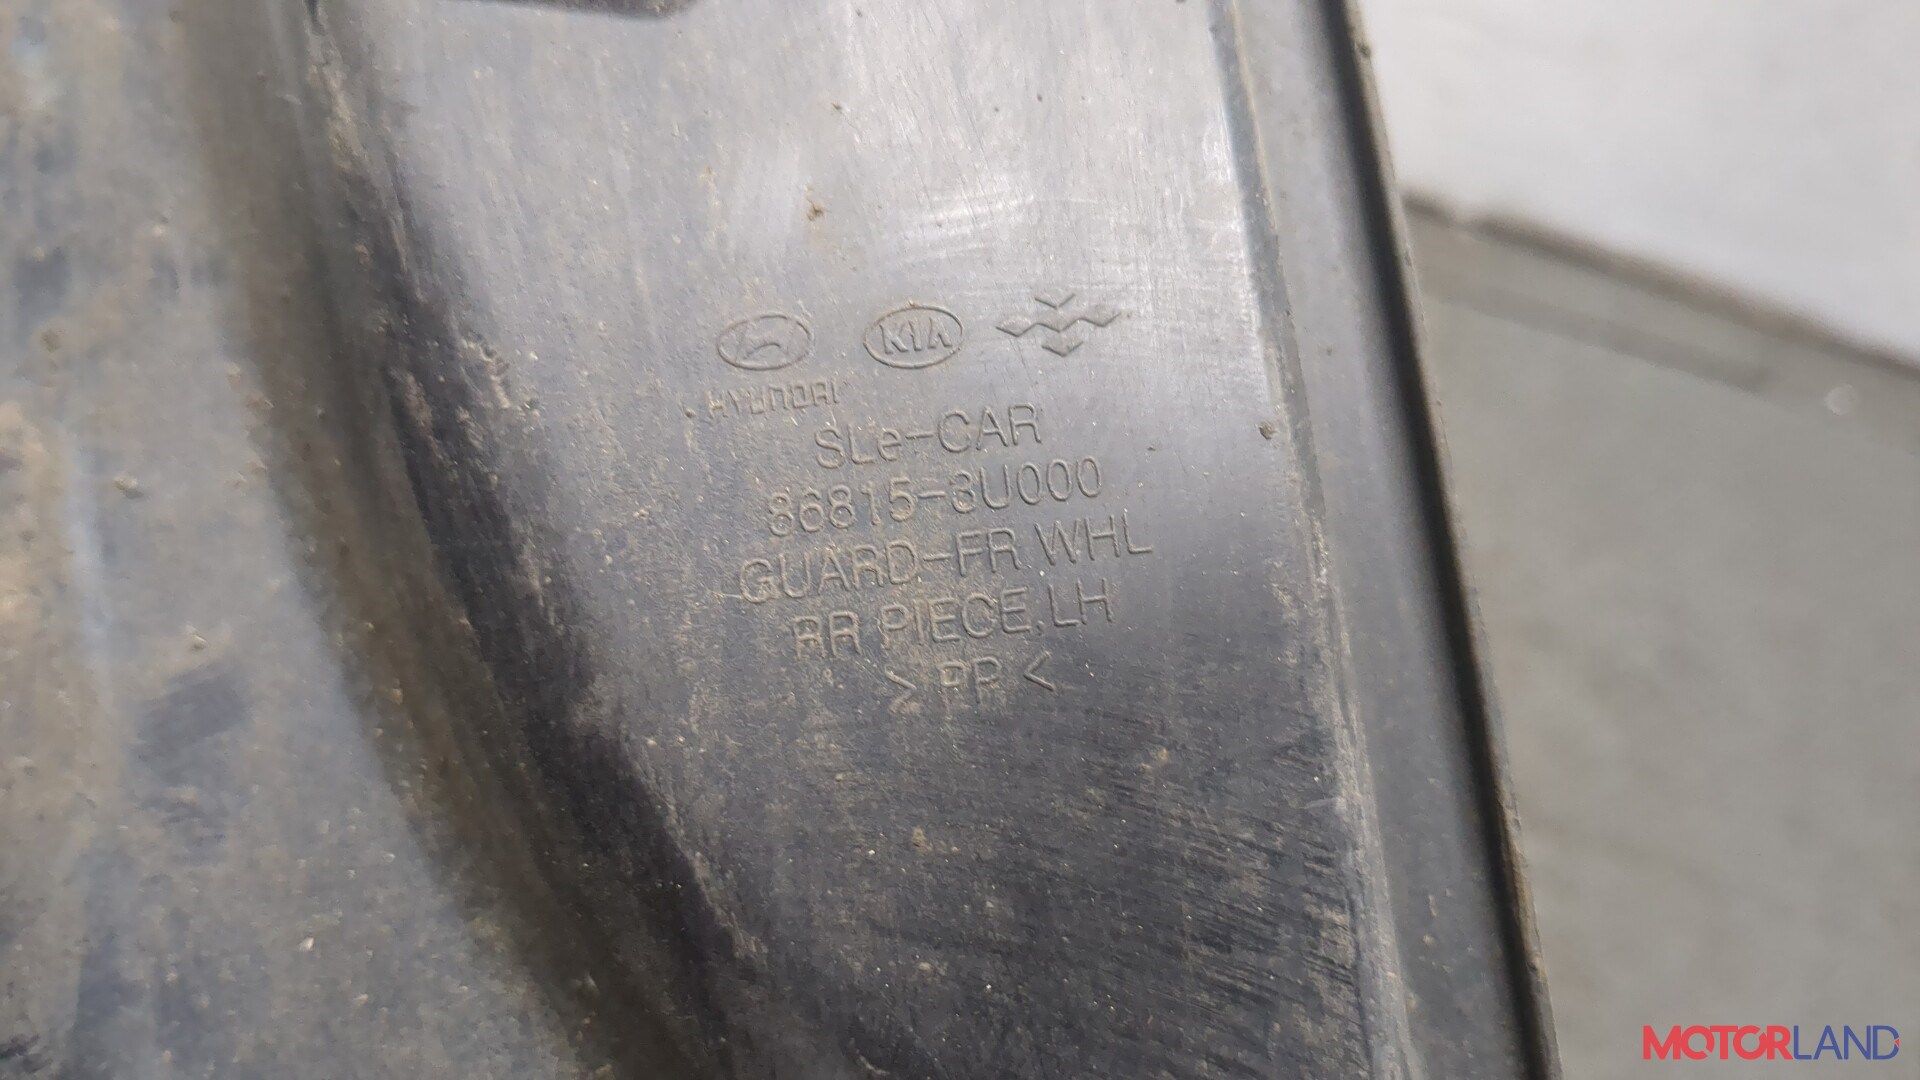 KIA
HYUNDAI
SLe-CAR
86815-3U000
GUARD-FR WHL
RR PIECE,LH
> PP <
MOTORLAND